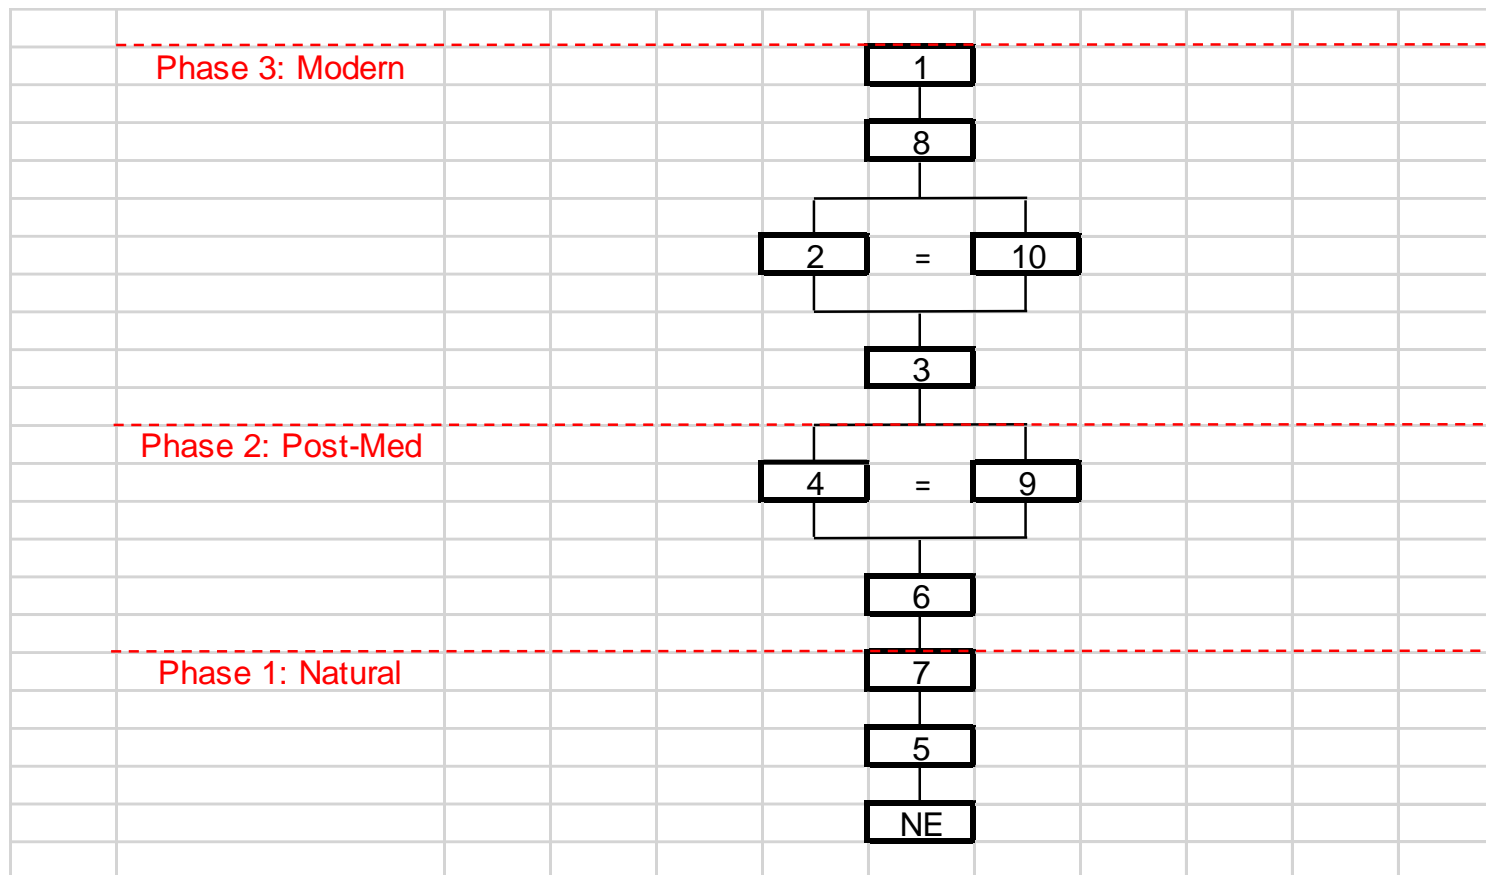 Phase 3: Modern
1
8
2 = 10
3
Phase 2: Post-Med
4 = 9
6
Phase 1: Natural
7
5
NE